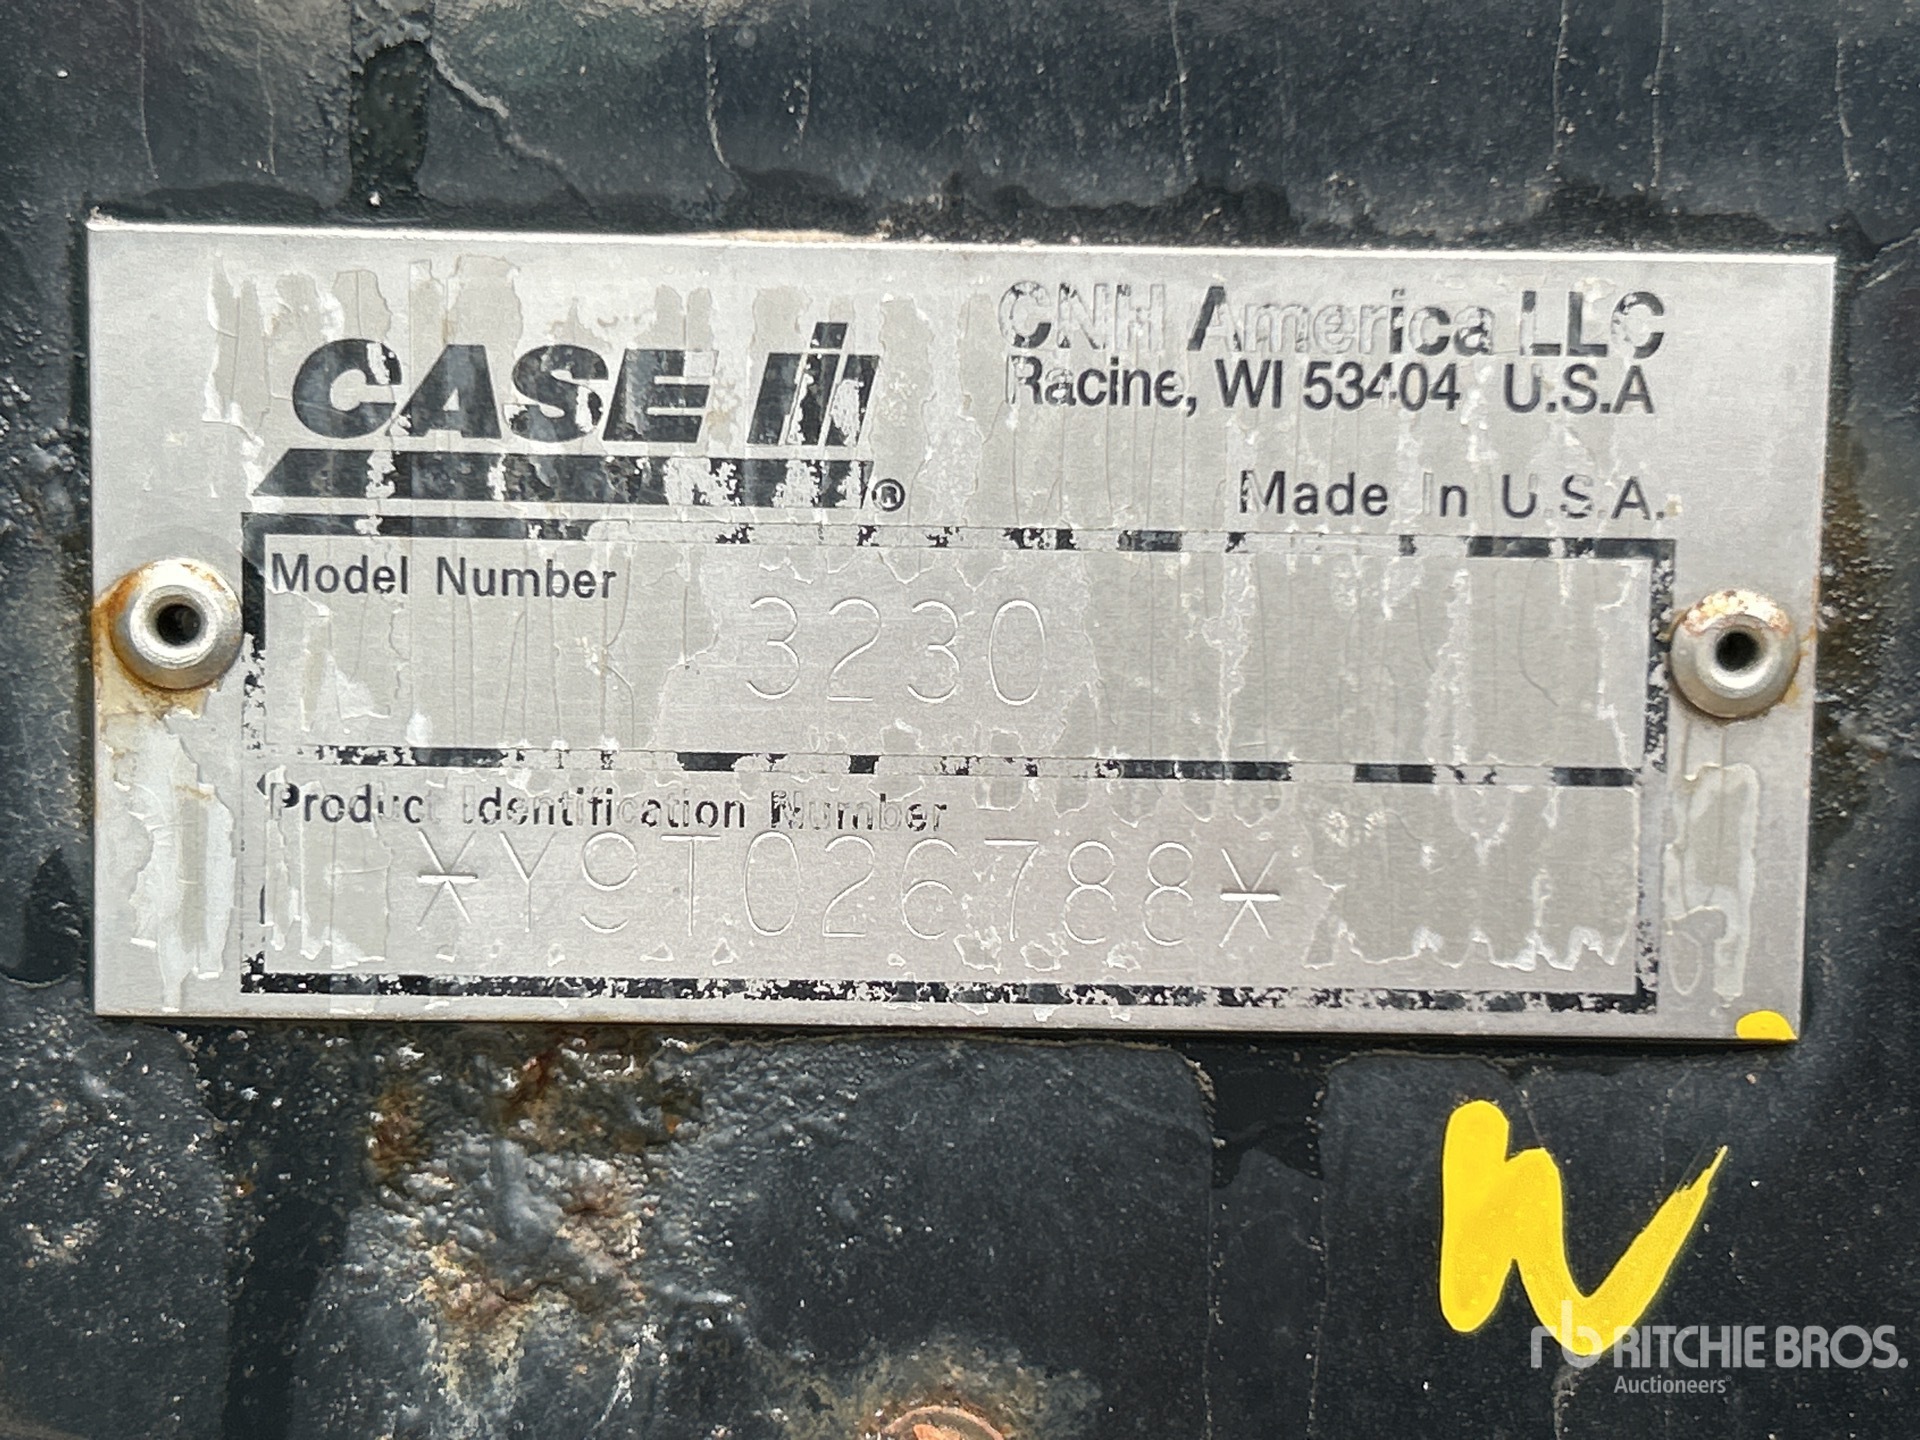 CASE IH ®
CNH America LLC
Racine, WI 53404 U.S.A
Made In U.S.A.
Model Number
3230
Product Identification Number
*Y9T026788*
RITCHIE BROS.
Auctioneers